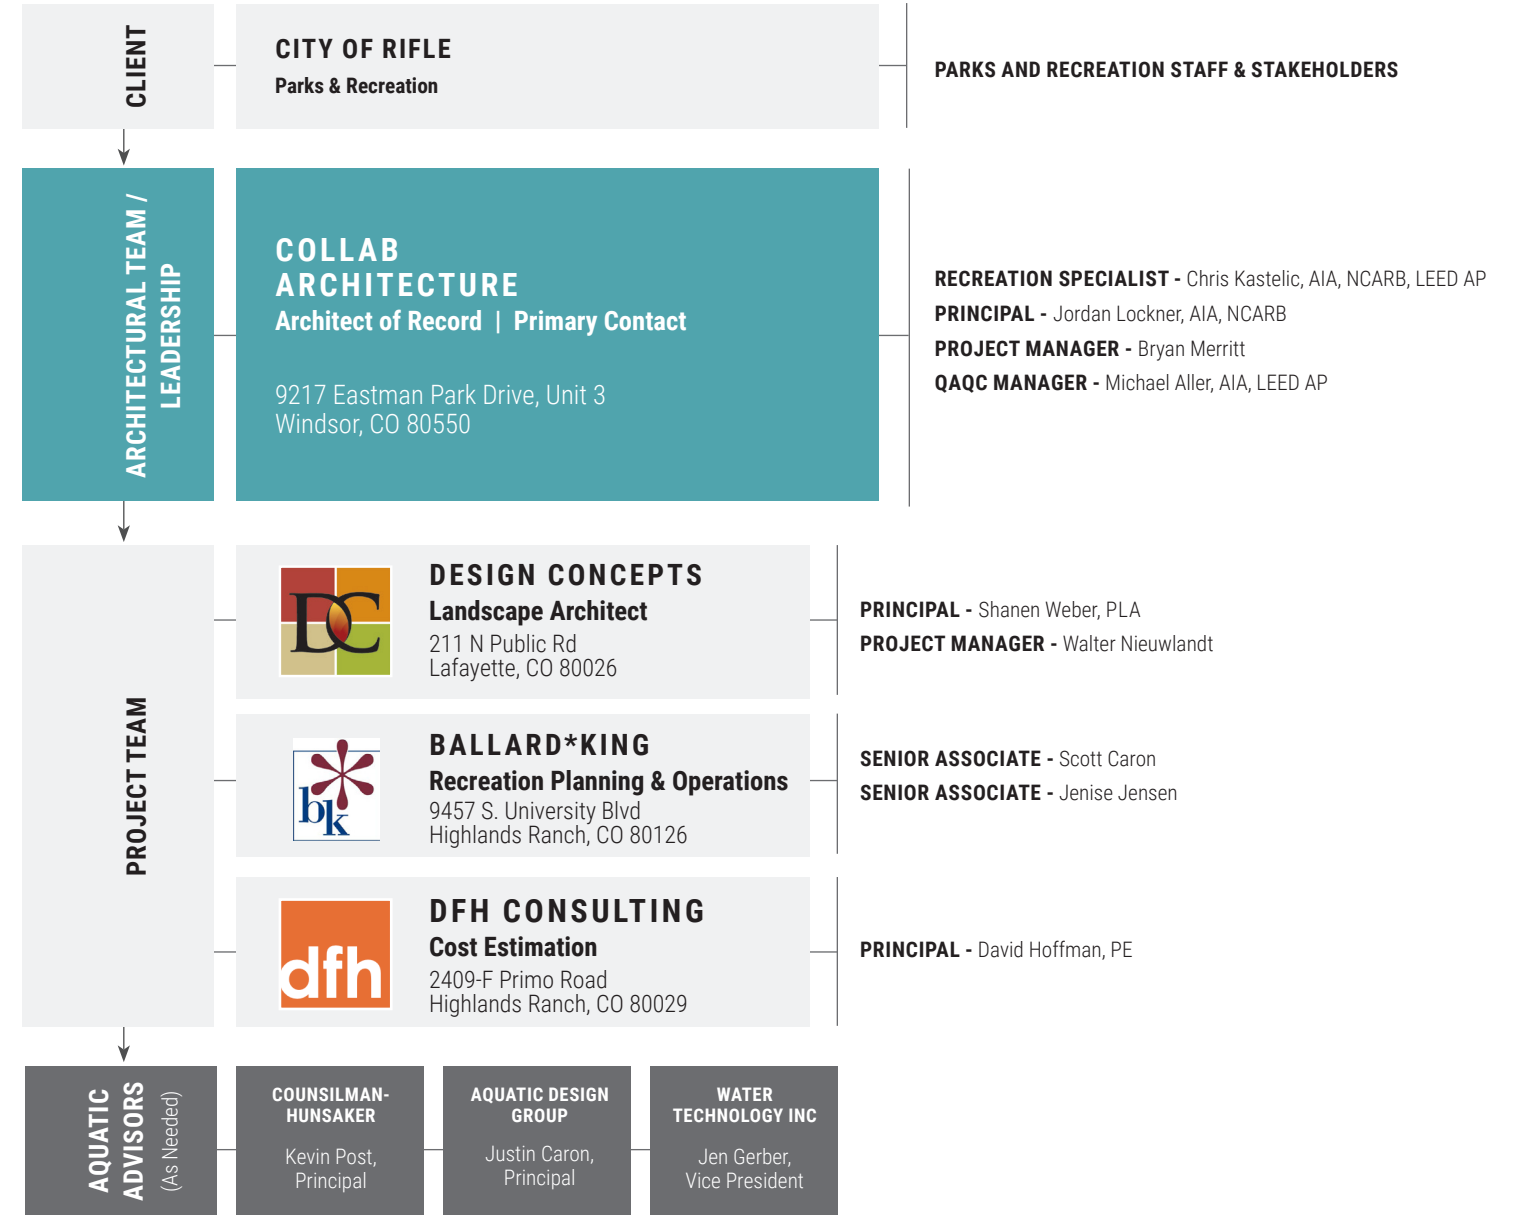 CLIENT
CITY OF RIFLE
Parks & Recreation
PARKS AND RECREATION STAFF & STAKEHOLDERS
ARCHITECTURAL TEAM /
LEADERSHIP
COLLAB
ARCHITECTURE
Architect of Record | Primary Contact
9217 Eastman Park Drive, Unit 3
Windsor, CO 80550
RECREATION SPECIALIST - Chris Kastelic, AIA, NCARB, LEED AP
PRINCIPAL - Jordan Lockner, AIA, NCARB
PROJECT MANAGER - Bryan Merritt
QAQC MANAGER - Michael Aller, AIA, LEED AP
PROJECT TEAM
DC
DESIGN CONCEPTS
Landscape Architect
211 N Public Rd
Lafayette, CO 80026
PRINCIPAL - Shanen Weber, PLA
PROJECT MANAGER - Walter Nieuwlandt
bk
BALLARD*KING
Recreation Planning & Operations
9457 S. University Blvd
Highlands Ranch, CO 80126
SENIOR ASSOCIATE - Scott Caron
SENIOR ASSOCIATE - Jenise Jensen
dfh
DFH CONSULTING
Cost Estimation
2409-F Primo Road
Highlands Ranch, CO 80029
PRINCIPAL - David Hoffman, PE
AQUATIC
ADVISORS
(As Needed)
COUNSILMAN-
HUNSAKER
Kevin Post,
Principal
AQUATIC DESIGN
GROUP
Justin Caron,
Principal
WATER
TECHNOLOGY INC
Jen Gerber,
Vice President